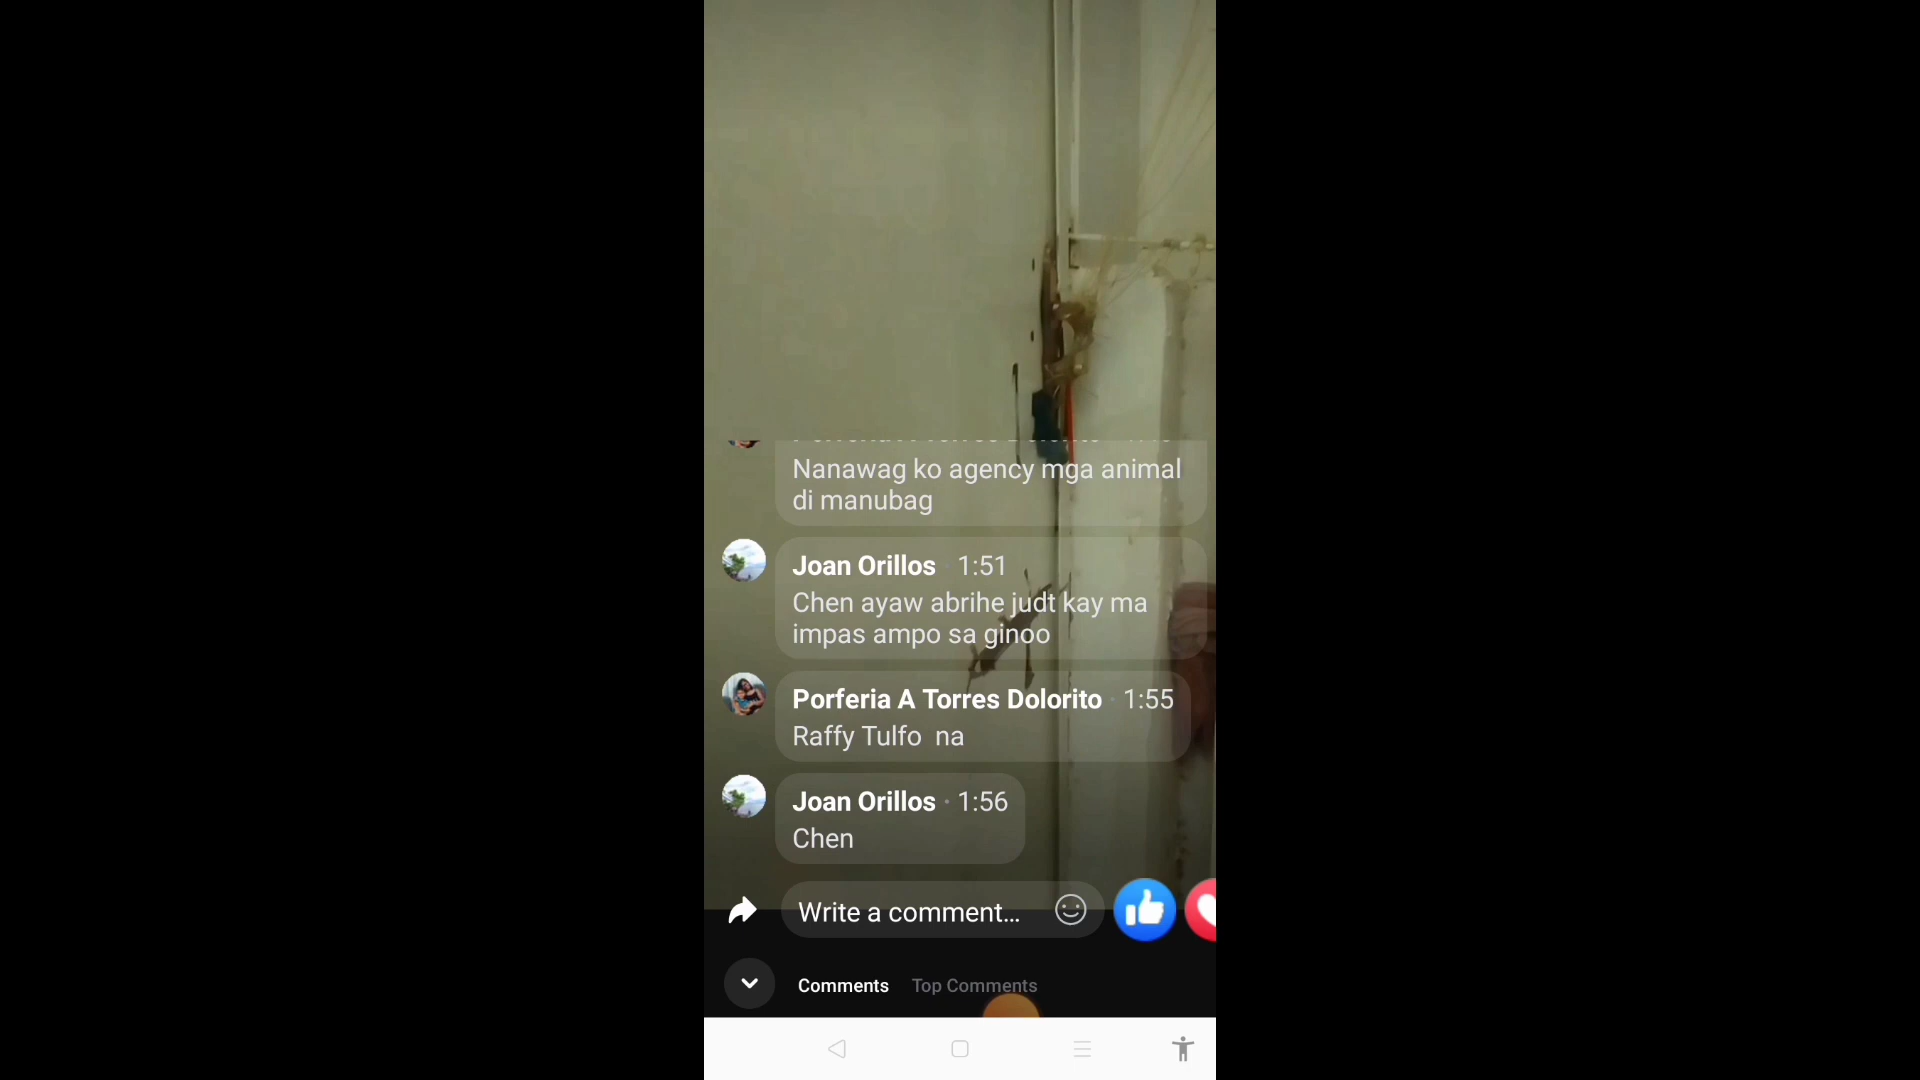 Nanawag ko agency mga animal
di manubag
Joan Orillos · 1:51
Chen ayaw abrihe judt kay ma
impas ampo sa ginoo
Porferia A Torres Dolorito · 1:55
Raffy Tulfo  na
Joan Orillos · 1:56
Chen
Write a comment...
Comments Top Comments